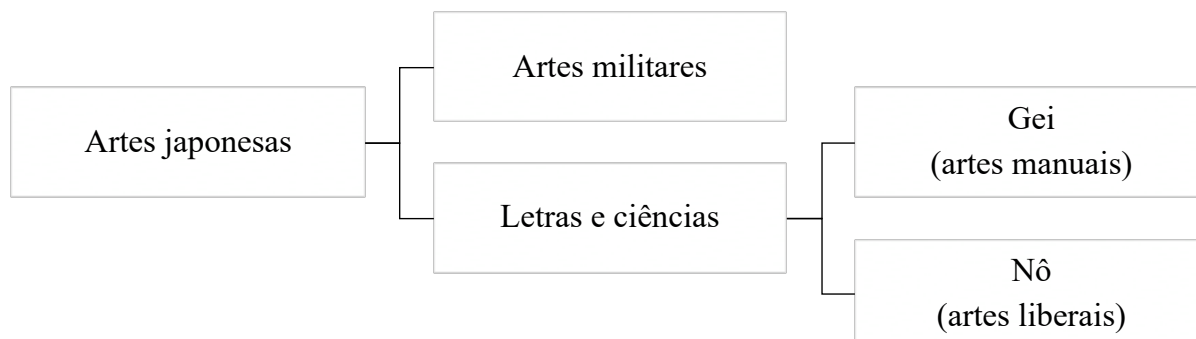 Artes japonesas
Artes militares
Letras e ciências
Gei
(artes manuais)
Nô
(artes liberais)